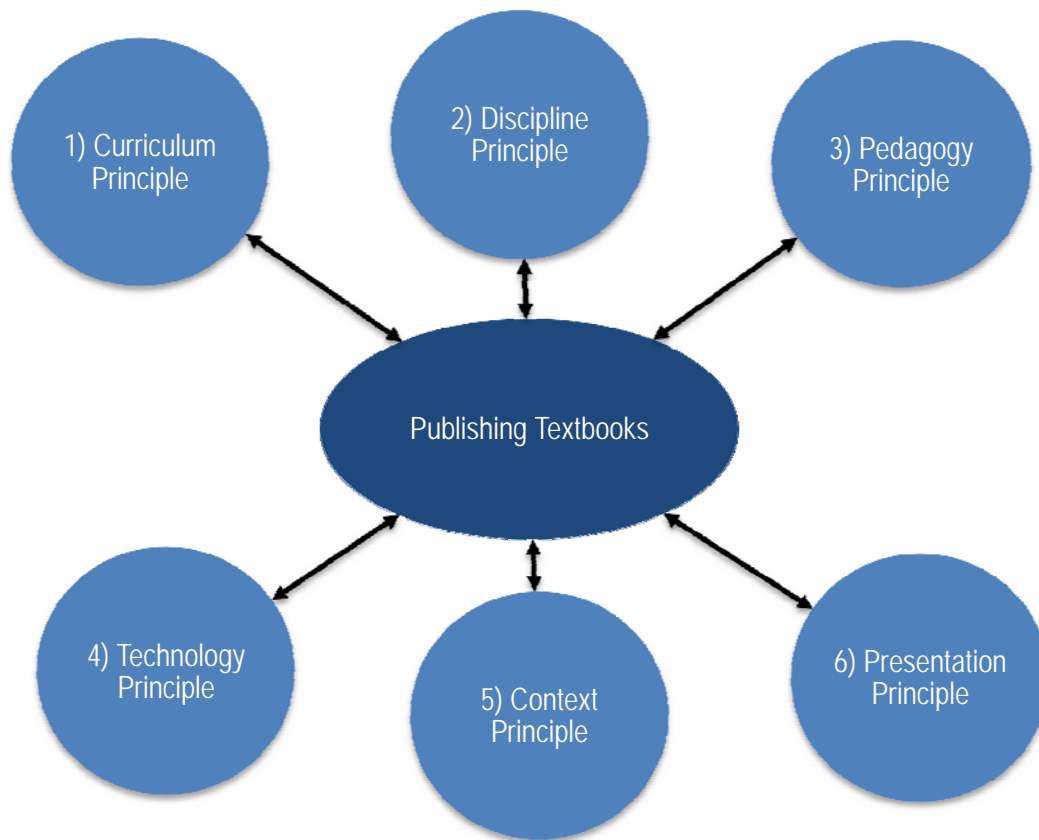 1) Curriculum
Principle
2) Discipline
Principle
3) Pedagogy
Principle
Publishing Textbooks
4) Technology
Principle
5) Context
Principle
6) Presentation
Principle